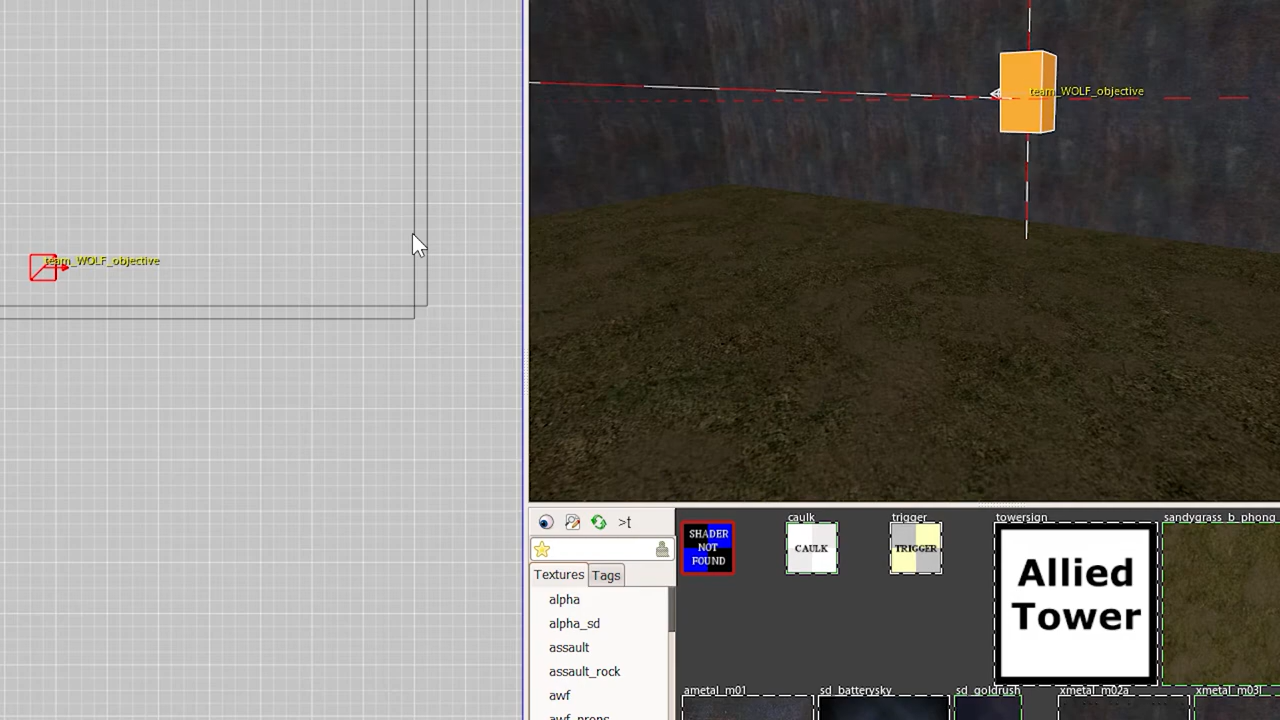 team_WOLF_objective
team_WOLF_objective
>t
Textures
Tags
alpha
alpha_sd
assault
assault_rock
awf
awf_props
SHADER
NOT
FOUND
caulk
CAULK
trigger
TRIGGER
towersign
Allied
Tower
sandygrass_b_phong
ametal_m01
sd_batterysky
sd_goldrush
xmetal_m02a